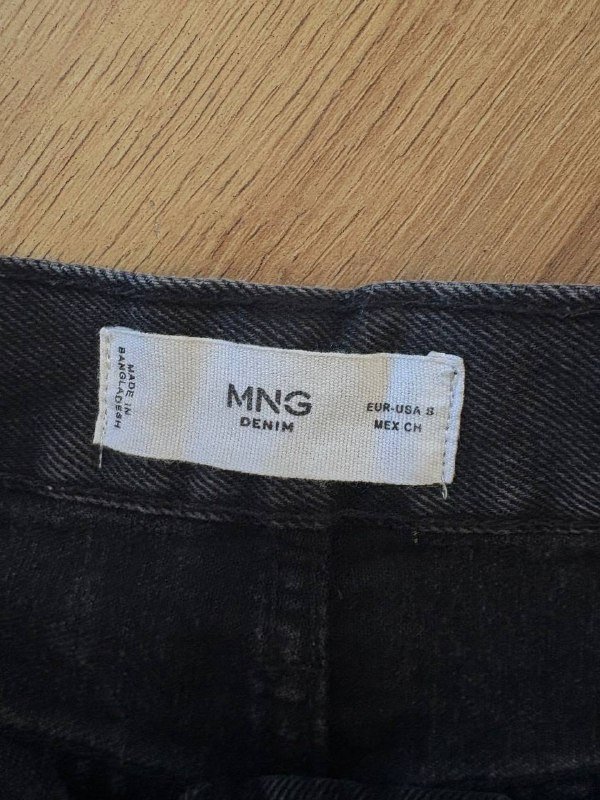 MADE IN
BANGLADESH
MNG
DENIM
EUR-USA S
MEX CH